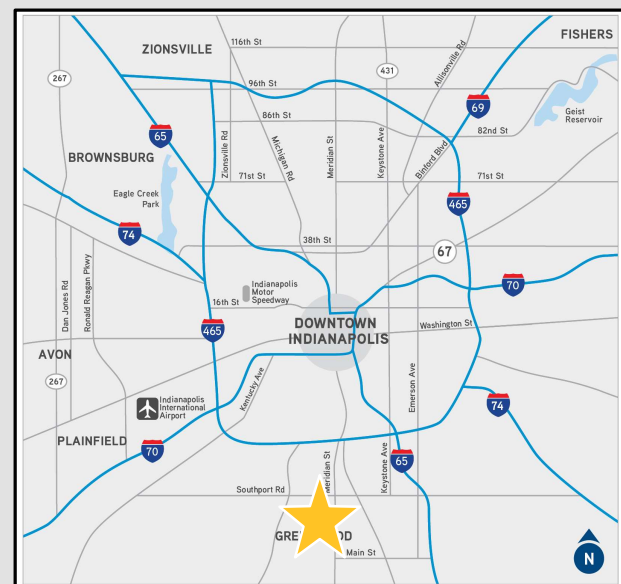 ZIONSVILLE
116th St
FISHERS
267
431
Allisonville Rd
96th St
69
86th St
Geist
Reservoir
65
Zionsville Rd
Michigan Rd
Meridian St
Keystone Ave
Binford Blvd
82nd St
BROWNSBURG
71st St
71st St
Eagle Creek
Park
465
74
38th St
67
Dan Jones Rd
Ronald Reagan Pkwy
70
Indianapolis
Motor
Speedway
16th St
465
DOWNTOWN
INDIANAPOLIS
Washington St
AVON
267
Kentucky Ave
Emerson Ave
Indianapolis
International
Airport
74
PLAINFIELD
70
Meridian St
Keystone Ave
65
Southport Rd
Main St
N